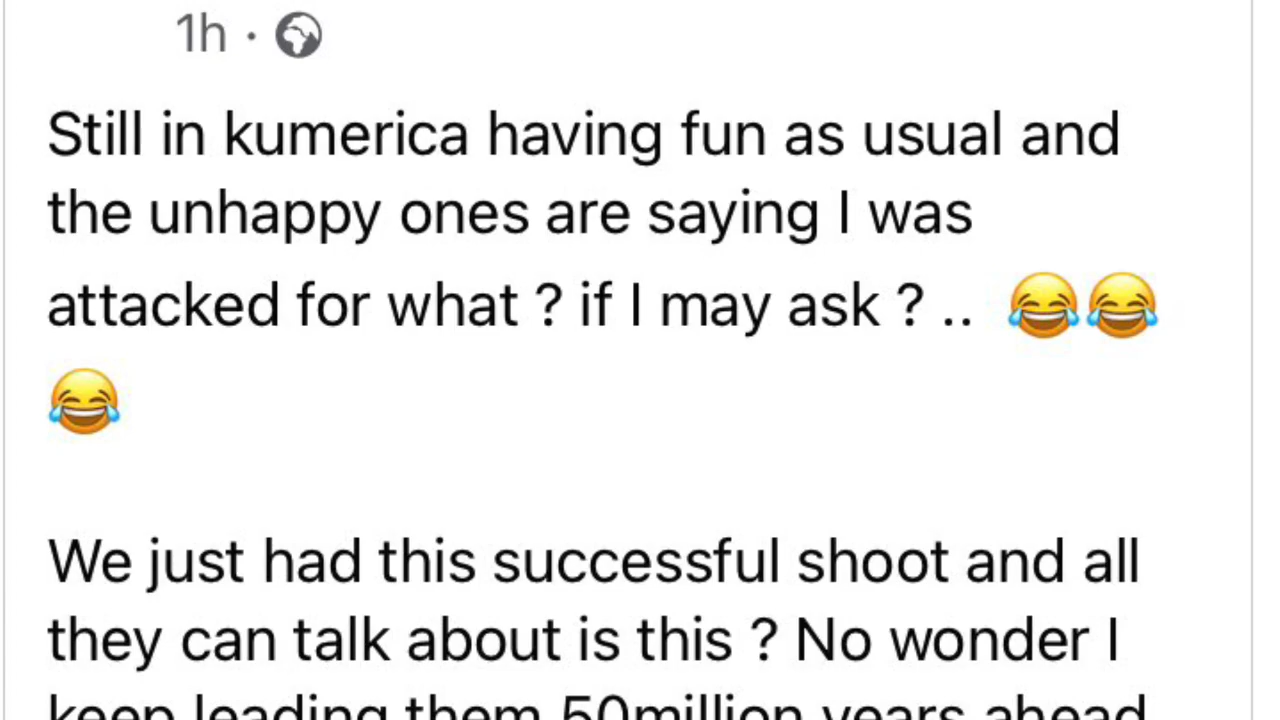 1h ·
Still in kumerica having fun as usual and
the unhappy ones are saying I was
attacked for what ? if I may ask ? .. 😂😂
😂
We just had this successful shoot and all
they can talk about is this ? No wonder I
keep leading them 50million years ahead